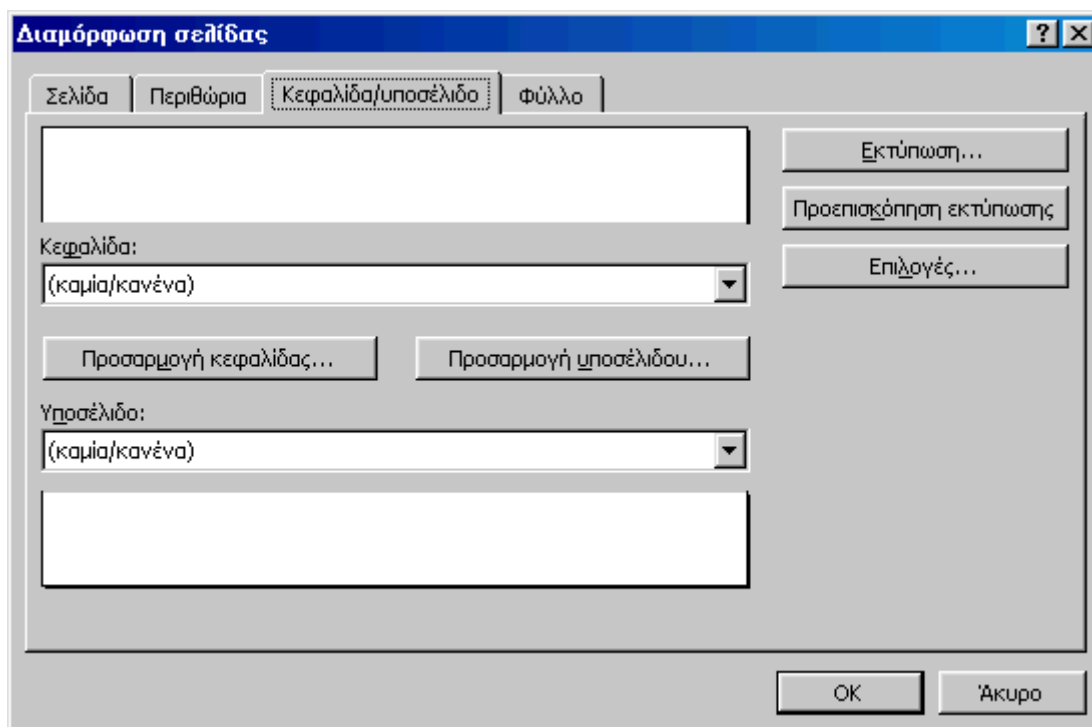 Διαμόρφωση σελίδας
Σελίδα Περιθώρια Κεφαλίδα/υποσέλιδο Φύλλο
Εκτύπωση...
Προεπισκόπηση εκτύπωσης
Κεφαλίδα:
(καμία/κανένα)
Επιλογές...
Προσαρμογή κεφαλίδας... Προσαρμογή υποσέλιδου...
Υποσέλιδο:
(καμία/κανένα)
OK Άκυρο